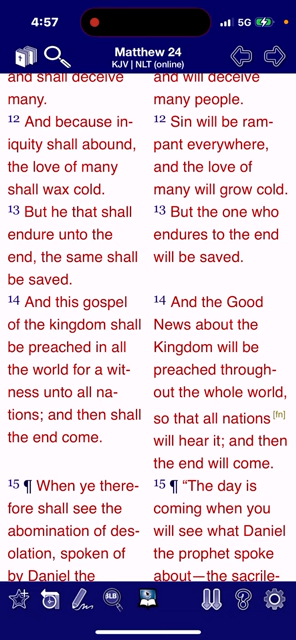 4:57
5G
Matthew 24
KJV | NLT (online)
and shall deceive
many.
12 And because in-
iquity shall abound,
the love of many
shall wax cold.
13 But he that shall
endure unto the
end, the same shall
be saved.
14 And this gospel
of the kingdom shall
be preached in all
the world for a wit-
ness unto all na-
tions; and then shall
the end come.
15 ¶ When ye there-
fore shall see the
abomination of des-
olation, spoken of
by Daniel the
and will deceive
many people.
12 Sin will be ram-
pant everywhere,
and the love of
many will grow cold.
13 But the one who
endures to the end
will be saved.
14 And the Good
News about the
Kingdom will be
preached through-
out the whole world,
so that all nations [fn]
will hear it; and then
the end will come.
15 ¶ “The day is
coming when you
will see what Daniel
the prophet spoke
about—the sacrile-
BLB